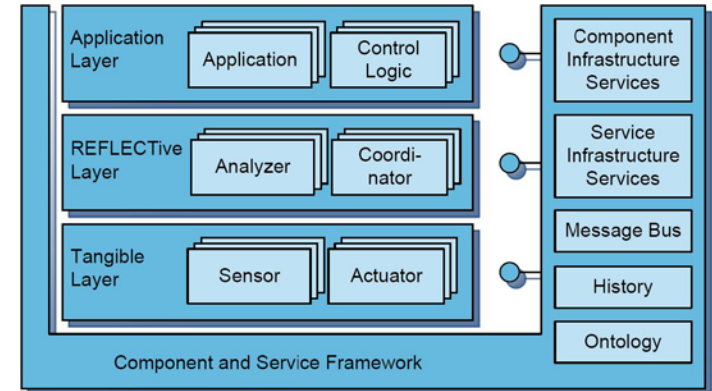 Application
Layer
Application
Control
Logic
REFLECTive
Layer
Analyzer
Coordi-
nator
Tangible
Layer
Sensor
Actuator
Component
Infrastructure
Services
Service
Infrastructure
Services
Message Bus
History
Ontology
Component and Service Framework